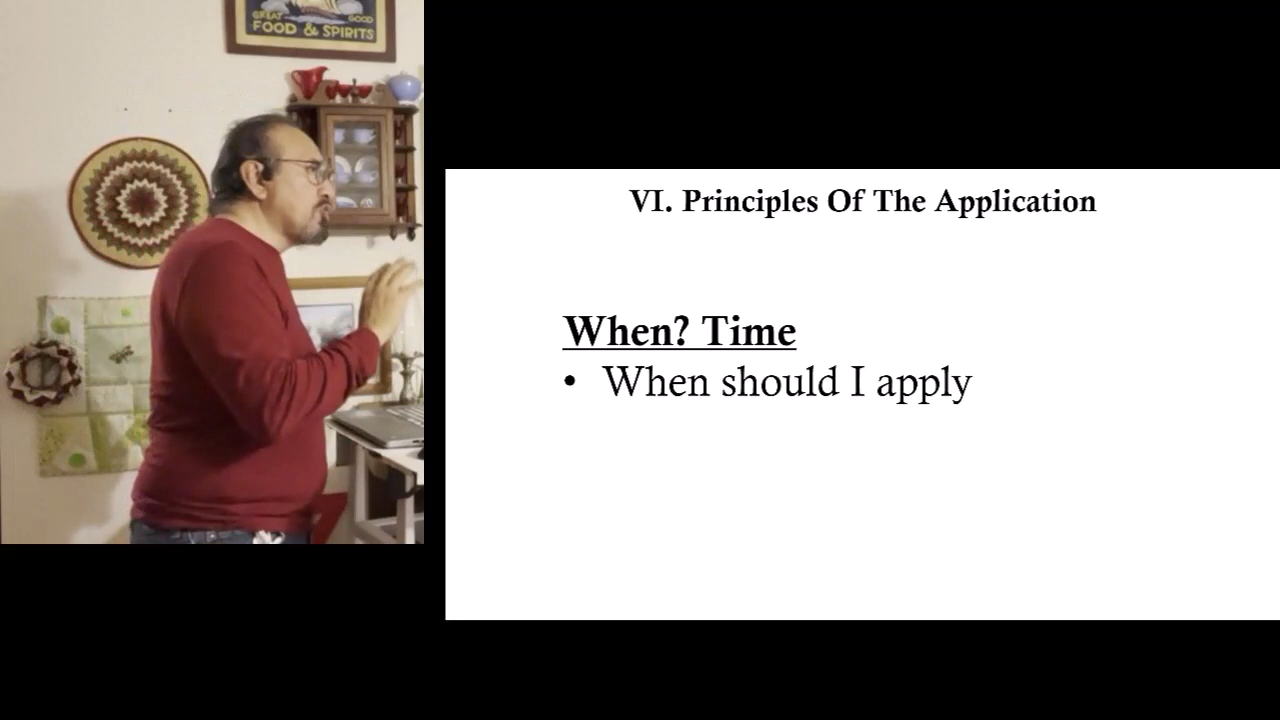 GREAT GOOD
FOOD & SPIRITS
VI. Principles Of The Application
When? Time
• When should I apply